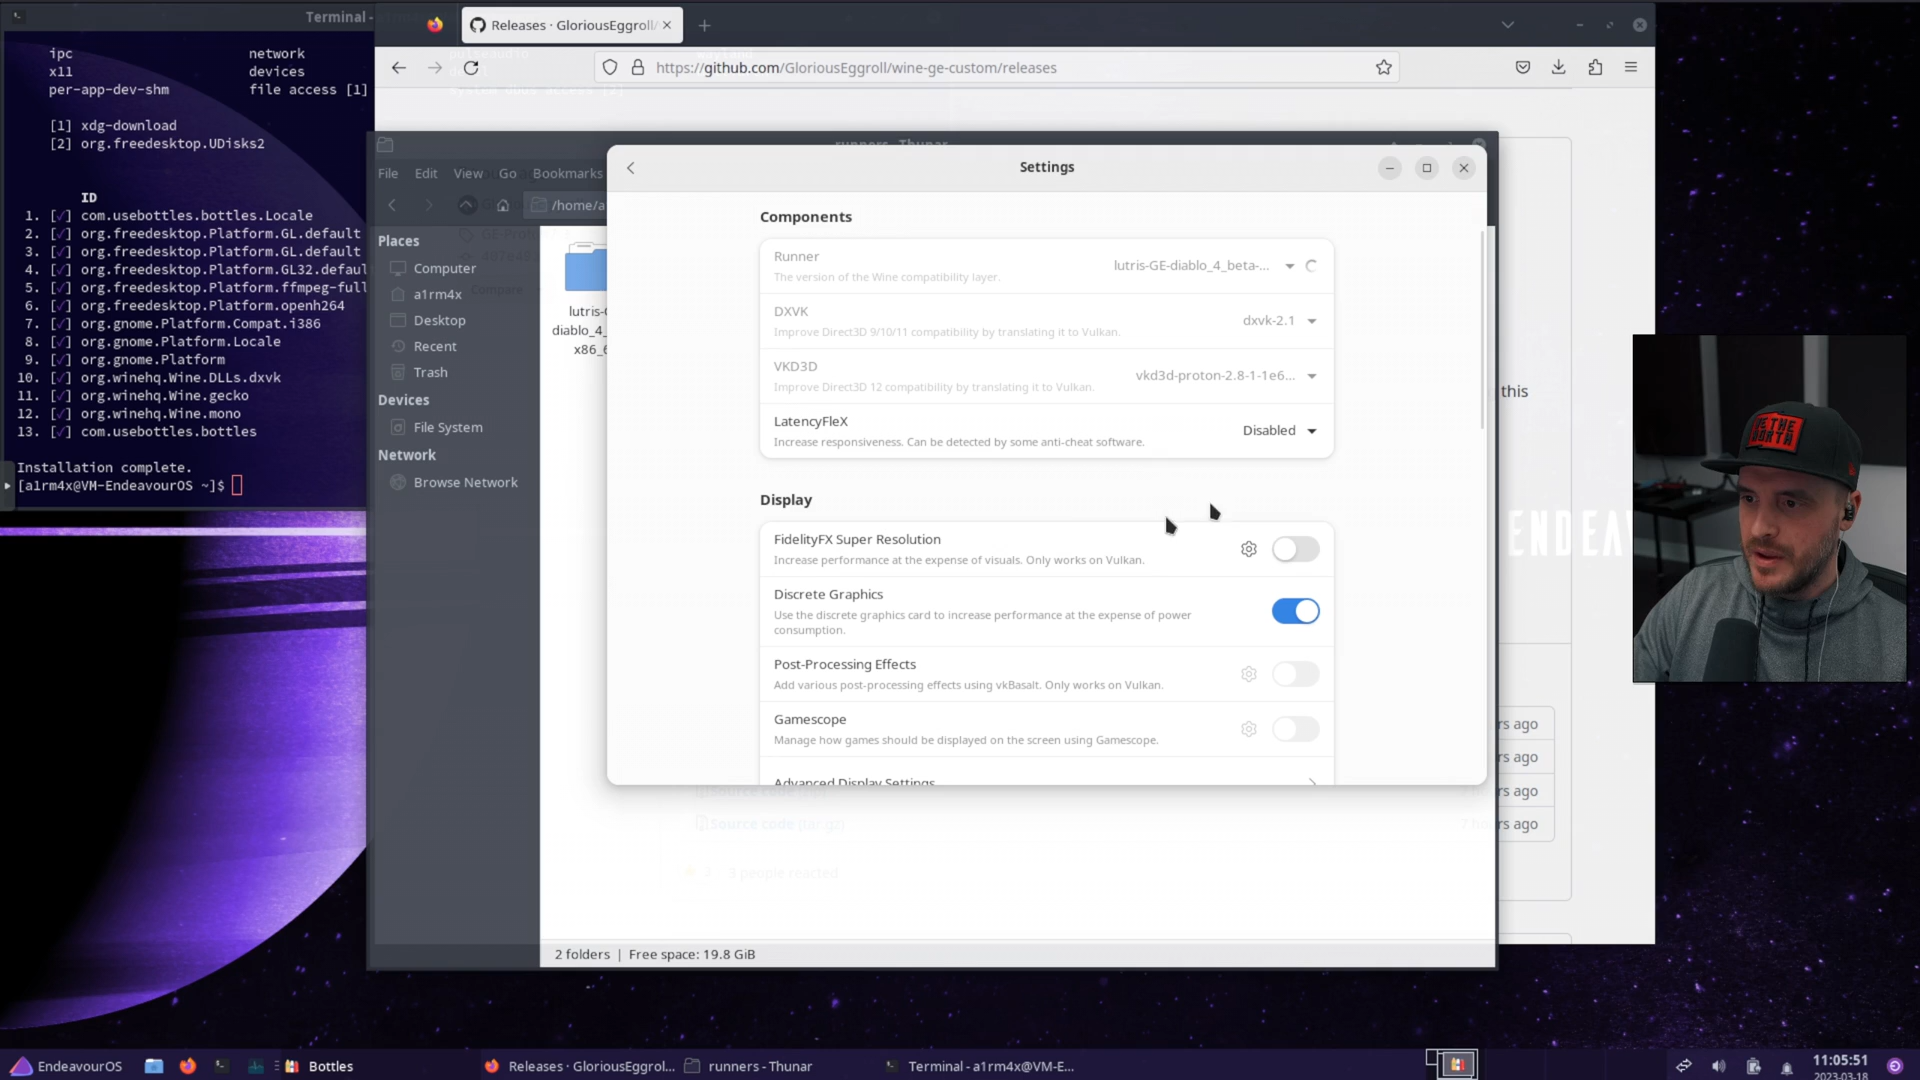 Terminal -
ipc network
x11 devices
per-app-dev-shm file access [1]
[1] xdg-download
[2] org.freedesktop.UDisks2
ID
1. [✓] com.usebottles.bottles.Locale
2. [✓] org.freedesktop.Platform.GL.default
3. [✓] org.freedesktop.Platform.GL.default
4. [✓] org.freedesktop.Platform.GL32.defaul
5. [✓] org.freedesktop.Platform.ffmpeg-full
6. [✓] org.freedesktop.Platform.openh264
7. [✓] org.gnome.Platform.Compat.i386
8. [✓] org.gnome.Platform.Locale
9. [✓] org.gnome.Platform
10. [✓] org.winehq.Wine.DLLs.dxvk
11. [✓] org.winehq.Wine.gecko
12. [✓] org.winehq.Wine.mono
13. [✓] com.usebottles.bottles
Installation complete.
[a1rm4x@VM-EndeavourOS ~]$
Releases · GloriousEggroll/
https://github.com/GloriousEggroll/wine-ge-custom/releases
runners - Thunar
File Edit View Go Bookmarks
/home/a
Places
Computer
a1rm4x
Desktop
Recent
Trash
Devices
File System
Network
Browse Network
lutris-G
diablo_4_
x86_6
2 folders | Free space: 19.8 GiB
Settings
Components
Runner
The version of the Wine compatibility layer.
lutris-GE-diablo_4_beta-...
DXVK
Improve Direct3D 9/10/11 compatibility by translating it to Vulkan.
dxvk-2.1
VKD3D
Improve Direct3D 12 compatibility by translating it to Vulkan.
vkd3d-proton-2.8-1-1e6...
LatencyFleX
Increase responsiveness. Can be detected by some anti-cheat software.
Disabled
Display
FidelityFX Super Resolution
Increase performance at the expense of visuals. Only works on Vulkan.
Discrete Graphics
Use the discrete graphics card to increase performance at the expense of power
consumption.
Post-Processing Effects
Add various post-processing effects using vkBasalt. Only works on Vulkan.
Gamescope
Manage how games should be displayed on the screen using Gamescope.
Advanced Display Settings
this
ENDEAV
rs ago
rs ago
rs ago
Source code (tar.gz)
rs ago
3 people reacted
EndeavourOS
Bottles
Releases · GloriousEggrol...
runners - Thunar
Terminal - a1rm4x@VM-E...
11:05:51
2023-03-18